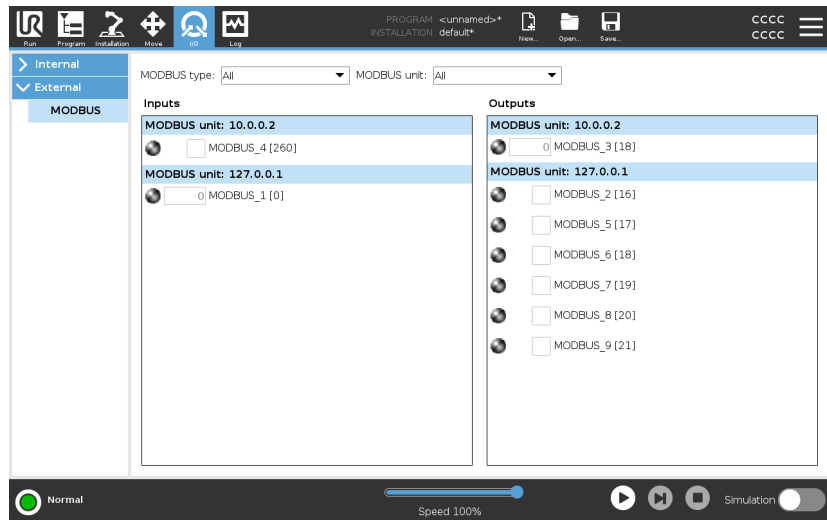 UR
PROGRAM <unnamed>*
INSTALLATION default*
cccc
cccc
Run Program Installation Move I/O Log New... Open... Save...
Internal
External
MODBUS
MODBUS type: All MODBUS unit: All
Inputs
MODBUS unit: 10.0.0.2
MODBUS_4 [260]
MODBUS unit: 127.0.0.1
0 MODBUS_1 [0]
Outputs
MODBUS unit: 10.0.0.2
0 MODBUS_3 [18]
MODBUS unit: 127.0.0.1
MODBUS_2 [16]
MODBUS_5 [17]
MODBUS_6 [18]
MODBUS_7 [19]
MODBUS_8 [20]
MODBUS_9 [21]
Normal
Speed 100%
Simulation